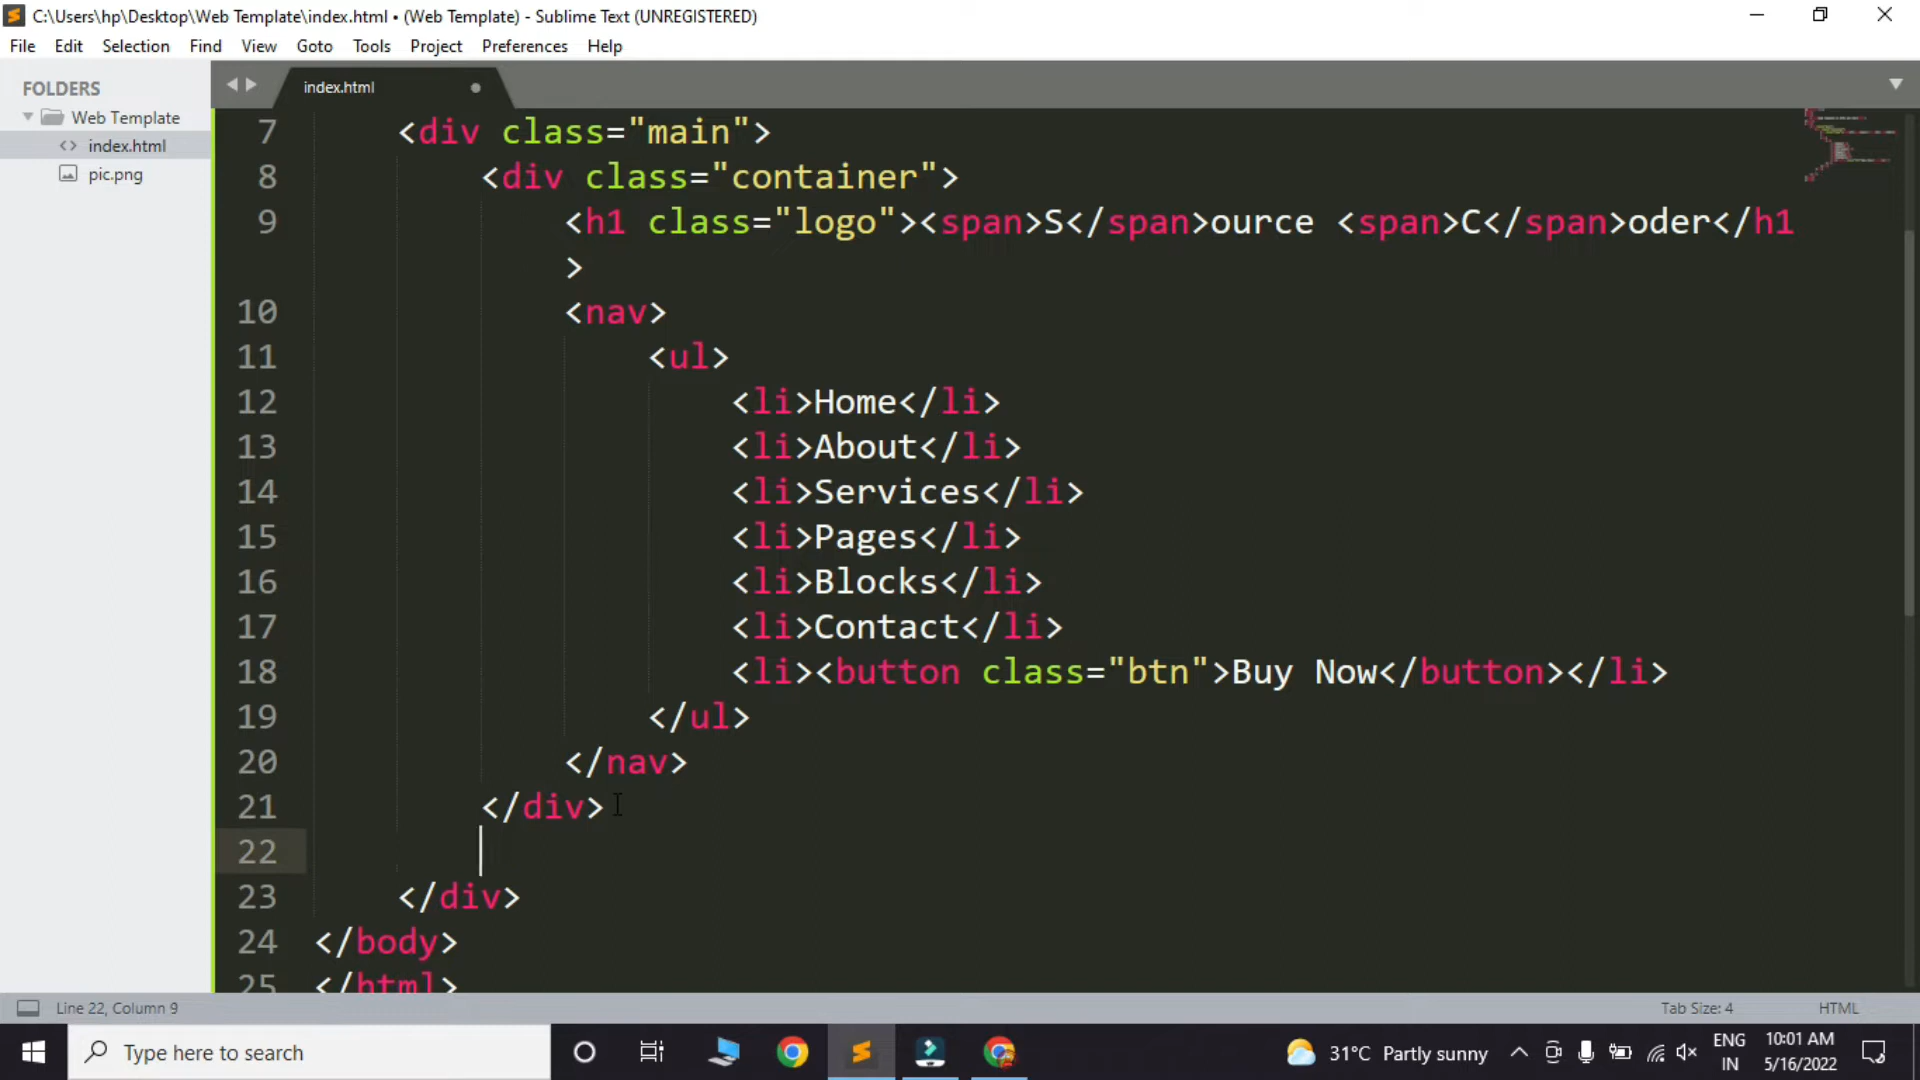 C:\Users\hp\Desktop\Web Template\index.html • (Web Template) - Sublime Text (UNREGISTERED)
File Edit Selection Find View Goto Tools Project Preferences Help
FOLDERS
Web Template
index.html
pic.png
index.html
7 <div class="main">
8 <div class="container">
9 <h1 class="logo"><span>S</span>ource <span>C</span>oder</h1
>
10 <nav>
11 <ul>
12 <li>Home</li>
13 <li>About</li>
14 <li>Services</li>
15 <li>Pages</li>
16 <li>Blocks</li>
17 <li>Contact</li>
18 <li><button class="btn">Buy Now</button></li>
19 </ul>
20 </nav>
21 </div>
22
23 </div>
24 </body>
25 </html>
Line 22, Column 9 Tab Size: 4 HTML
Type here to search
31°C Partly sunny
ENG
IN
10:01 AM
5/16/2022